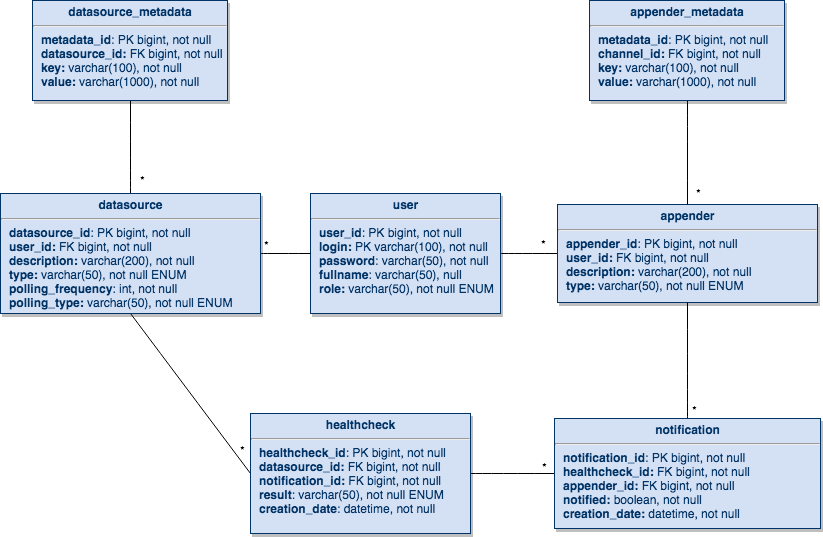 datasource_metadata
metadata_id: PK bigint, not null
datasource_id: FK bigint, not null
key: varchar(100), not null
value: varchar(1000), not null
appender_metadata
metadata_id: PK bigint, not null
channel_id: FK bigint, not null
key: varchar(100), not null
value: varchar(1000), not null
*
*
datasource
datasource_id: PK bigint, not null
user_id: FK bigint, not null
description: varchar(200), not null
type: varchar(50), not null ENUM
polling_frequency: int, not null
polling_type: varchar(50), not null ENUM
*
user
user_id: PK bigint, not null
login: PK varchar(100), not null
password: varchar(50), not null
fullname: varchar(50), null
role: varchar(50), not null ENUM
*
appender
appender_id: PK bigint, not null
user_id: FK bigint, not null
description: varchar(200), not null
type: varchar(50), not null ENUM
*
*
healthcheck
healthcheck_id: PK bigint, not null
datasource_id: FK bigint, not null
notification_id: FK bigint, not null
result: varchar(50), not null ENUM
creation_date: datetime, not null
*
notification
notification_id: PK bigint, not null
healthcheck_id: FK bigint, not null
appender_id: FK bigint, not null
notified: boolean, not null
creation_date: datetime, not null